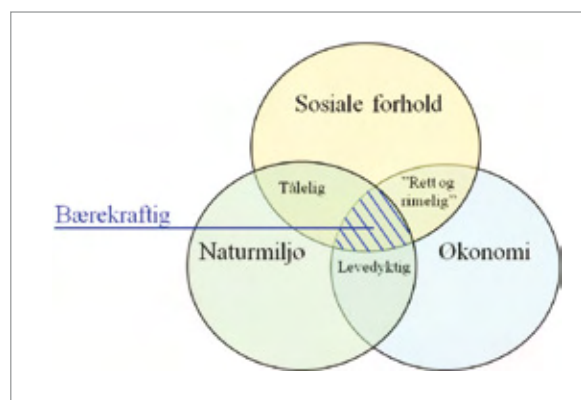 Sosiale forhold
Tålelig
"Rett og
rimelig"
Bærekraftig
Naturmiljø
Levedyktig
Økonomi